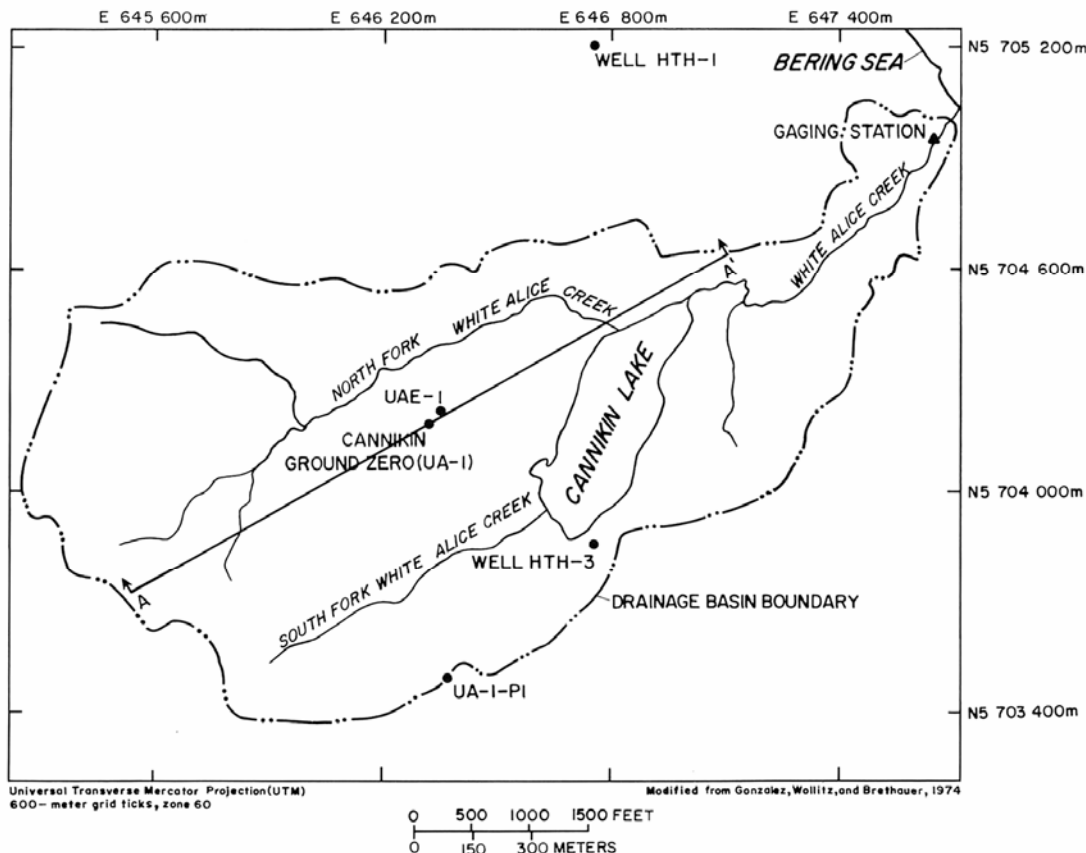 E 645 600m
E 646 200m
E 646 800m
E 647 400m
N5 705 200m
WELL HTH-1
BERING SEA
GAGING STATION
WHITE ALICE CREEK
A'
N5 704 600m
NORTH FORK WHITE ALICE CREEK
UAE-1
CANNIKIN
GROUND ZERO (UA-1)
CANNIKIN LAKE
N5 704 000m
SOUTH FORK WHITE ALICE CREEK
WELL HTH-3
A
DRAINAGE BASIN BOUNDARY
UA-1-P1
N5 703 400m
Universal Transverse Mercator Projection (UTM)
600-meter grid ticks, zone 60
Modified from Gonzalez, Wollitz, and Brethauer, 1974
0 500 1000 1500 FEET
0 150 300 METERS